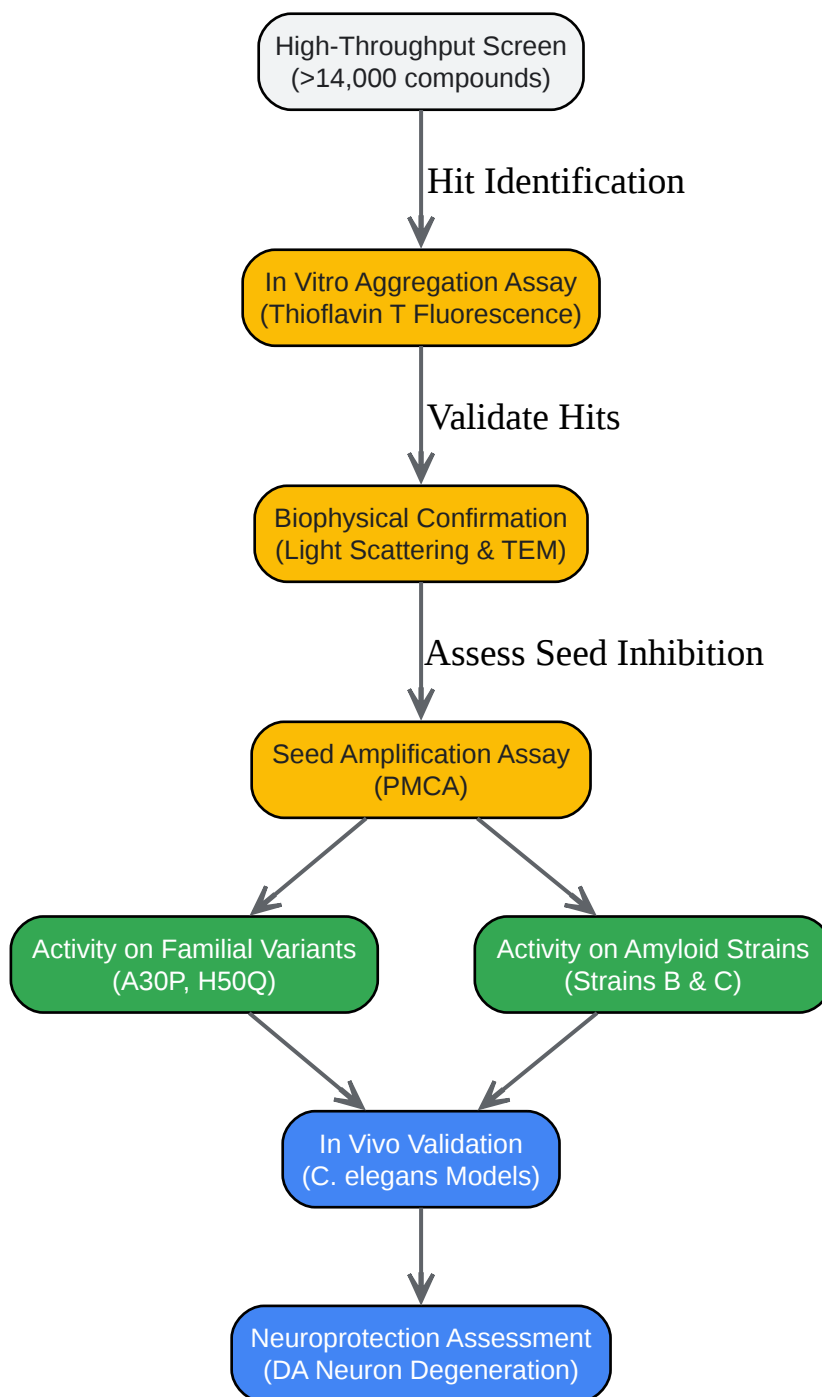 High-Throughput Screen
(>14,000 compounds)
Hit Identification
In Vitro Aggregation Assay
(Thioflavin T Fluorescence)
Validate Hits
Biophysical Confirmation
(Light Scattering & TEM)
Assess Seed Inhibition
Seed Amplification Assay
(PMCA)
Activity on Familial Variants
(A30P, H50Q)
Activity on Amyloid Strains
(Strains B & C)
In Vivo Validation
(C. elegans Models)
Neuroprotection Assessment
(DA Neuron Degeneration)